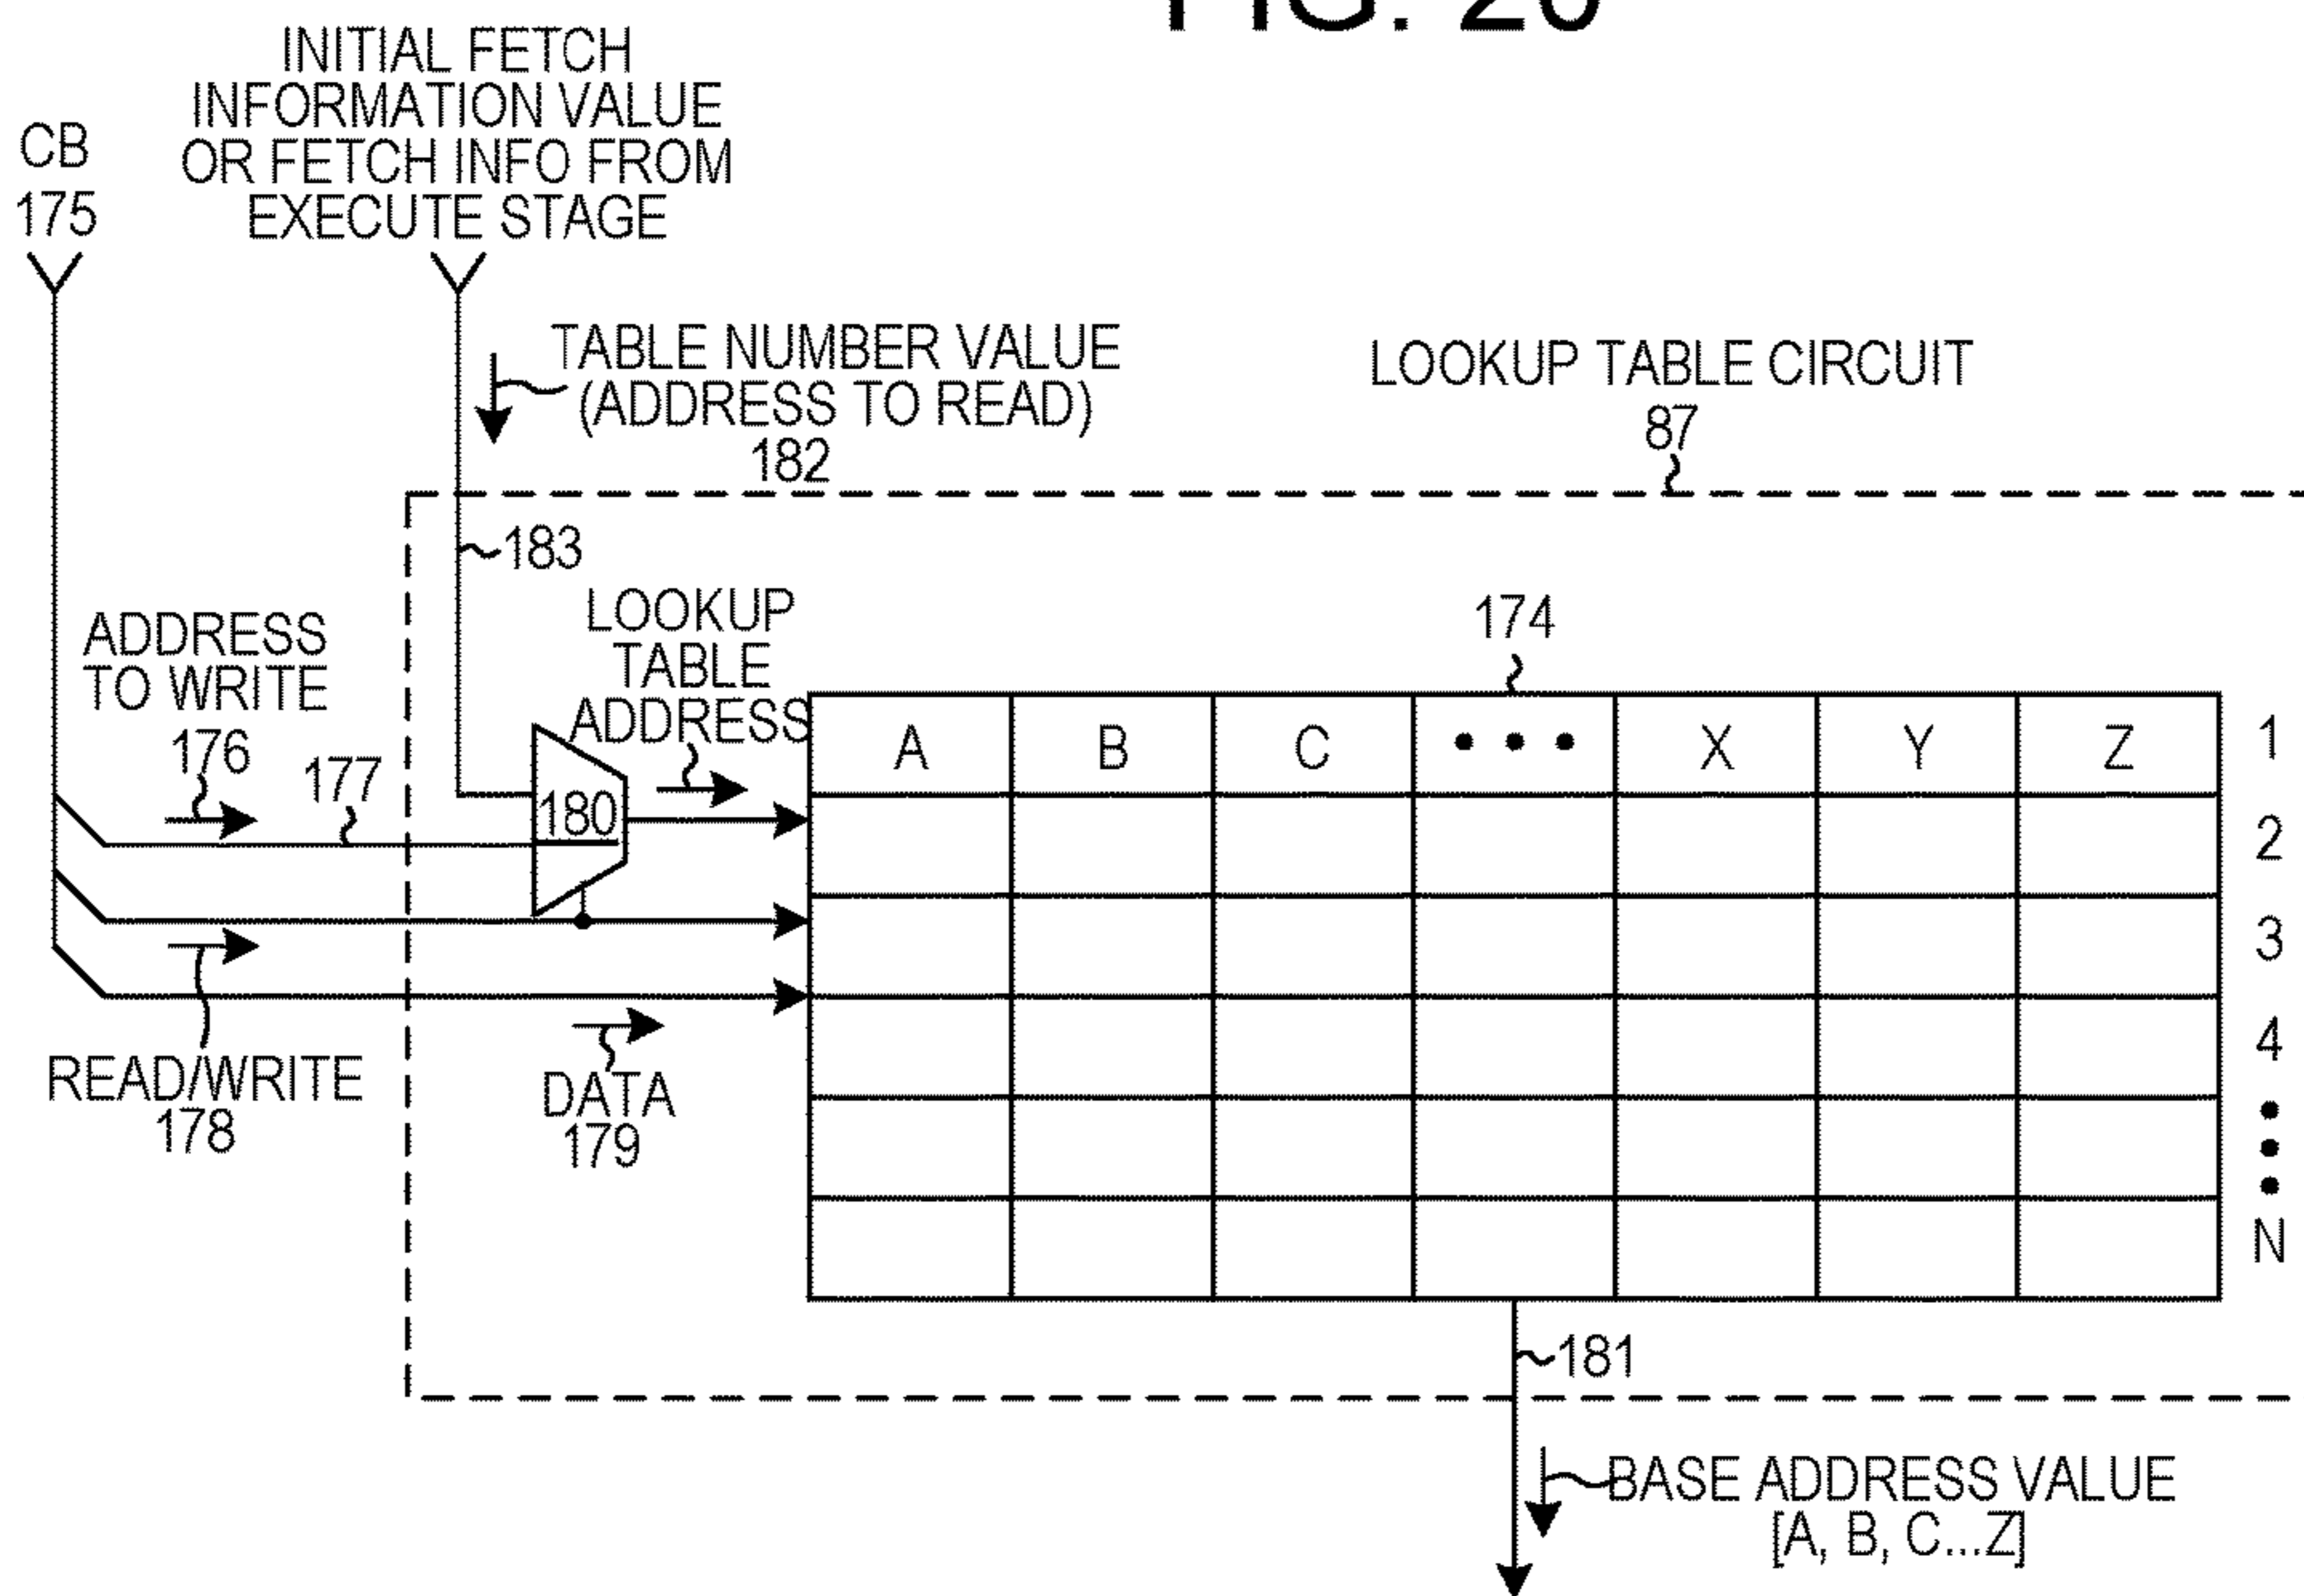 FIG. 20
INITIAL FETCH
INFORMATION VALUE
OR FETCH INFO FROM
EXECUTE STAGE
CB
175
TABLE NUMBER VALUE
(ADDRESS TO READ)
182
LOOKUP TABLE CIRCUIT
87
183
LOOKUP
TABLE
ADDRESS
ADDRESS
TO WRITE
176
177
180
174
A B C ••• X Y Z 1
2
3
4
•
•
•
N
READ/WRITE
178
DATA
179
181
BASE ADDRESS VALUE
[A, B, C...Z]